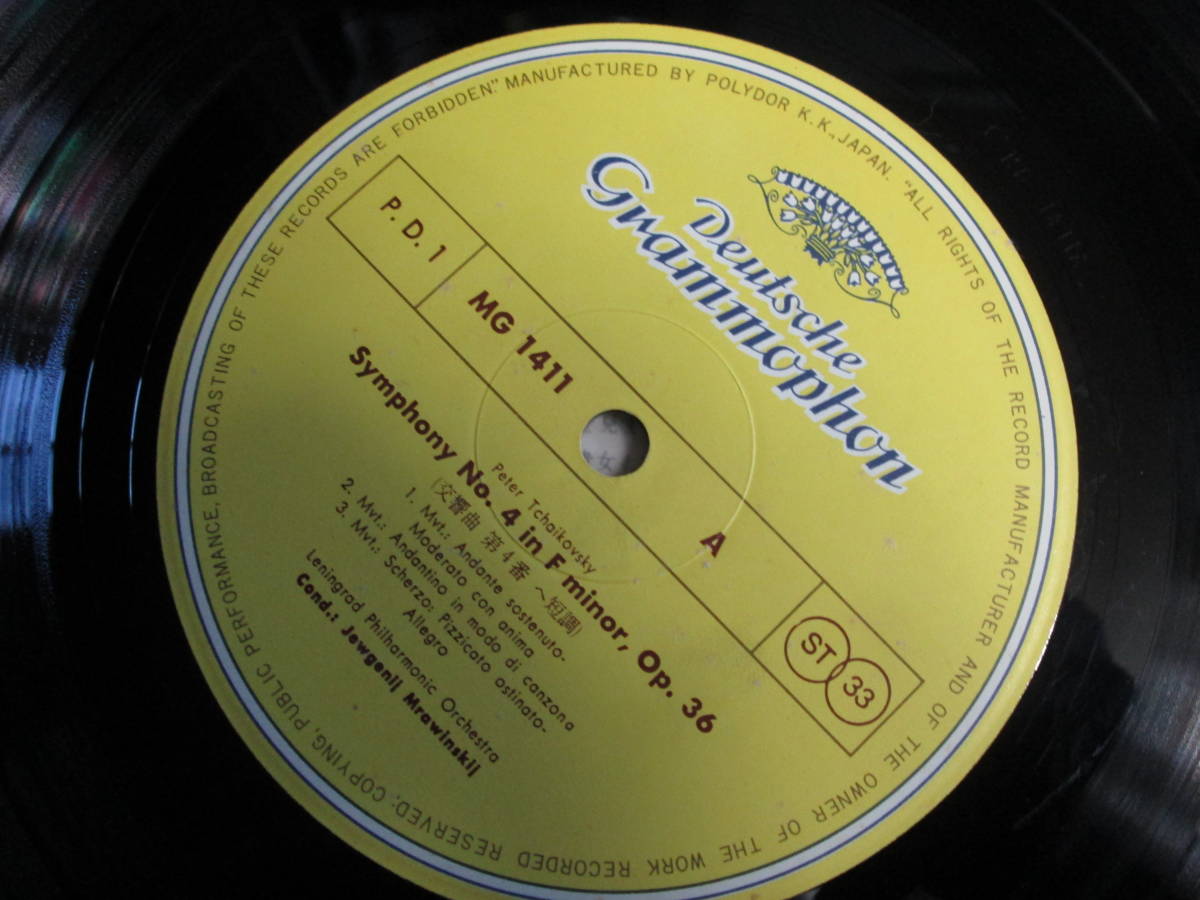 Deutsche
Grammophon
P. D. 1
MG 1411
A
ST 33
Peter Tchaikovsky
Symphony No. 4 in F minor, Op. 36
(交響曲 第4番 ヘ短調)
1. Mvt.: Andante sostenuto-
Moderato con anima
2. Mvt.: Andantino in modo di canzona
3. Mvt.: Scherzo: Pizzicato ostinato-
Allegro
Leningrad Philharmonic Orchestra
Cond.: Jewgenij Mrawinskij
MANUFACTURED BY POLYDOR K.K., JAPAN. "ALL RIGHTS OF THE RECORD MANUFACTURER AND OF THE OWNER OF THE WORK RECORDED RESERVED; COPYING, PUBLIC PERFORMANCE, BROADCASTING OF THESE RECORDS ARE FORBIDDEN."
女